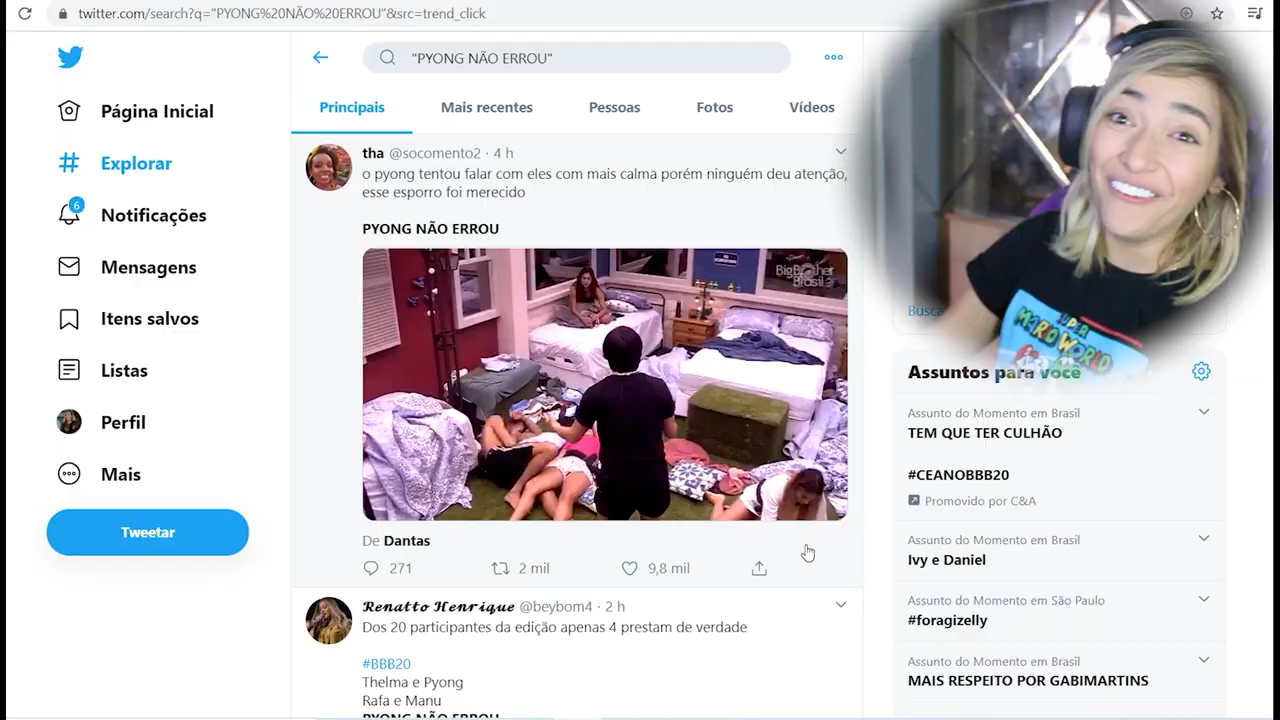 twitter.com/search?q="PYONG%20NÃO%20ERROU"&src=trend_click
"PYONG NÃO ERROU"
Página Inicial
Explorar
6
Notificações
Mensagens
Itens salvos
Listas
Perfil
Mais
Tweetar
Principais
Mais recentes
Pessoas
Fotos
Vídeos
tha @socomento2 · 4 h
o pyong tentou falar com eles com mais calma porém ninguém deu atenção,
esse esporro foi merecido
PYONG NÃO ERROU
BigBrother
Brasil
De Dantas
271
2 mil
9,8 mil
Renatto Henrique @beybom4 · 2 h
Dos 20 participantes da edição apenas 4 prestam de verdade
#BBB20
Thelma e Pyong
Rafa e Manu
PYONG NÃO ERROU
SUPER
MARIO WORLD
Busca
Assuntos para você
Assunto do Momento em Brasil
TEM QUE TER CULHÃO
#CEANOBBB20
Promovido por C&A
Assunto do Momento em Brasil
Ivy e Daniel
Assunto do Momento em São Paulo
#foragizelly
Assunto do Momento em Brasil
MAIS RESPEITO POR GABIMARTINS